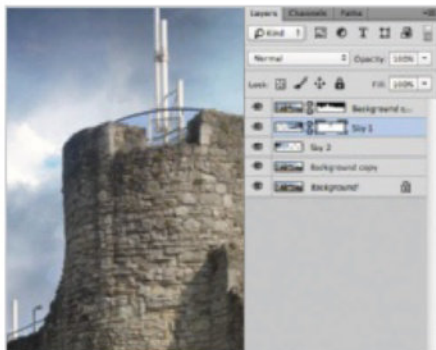 Layers Channels Paths
Kind
Normal Opacity: 100%
Lock: Fill: 100%
Background c...
Sky 1
Sky 2
Background copy
Background